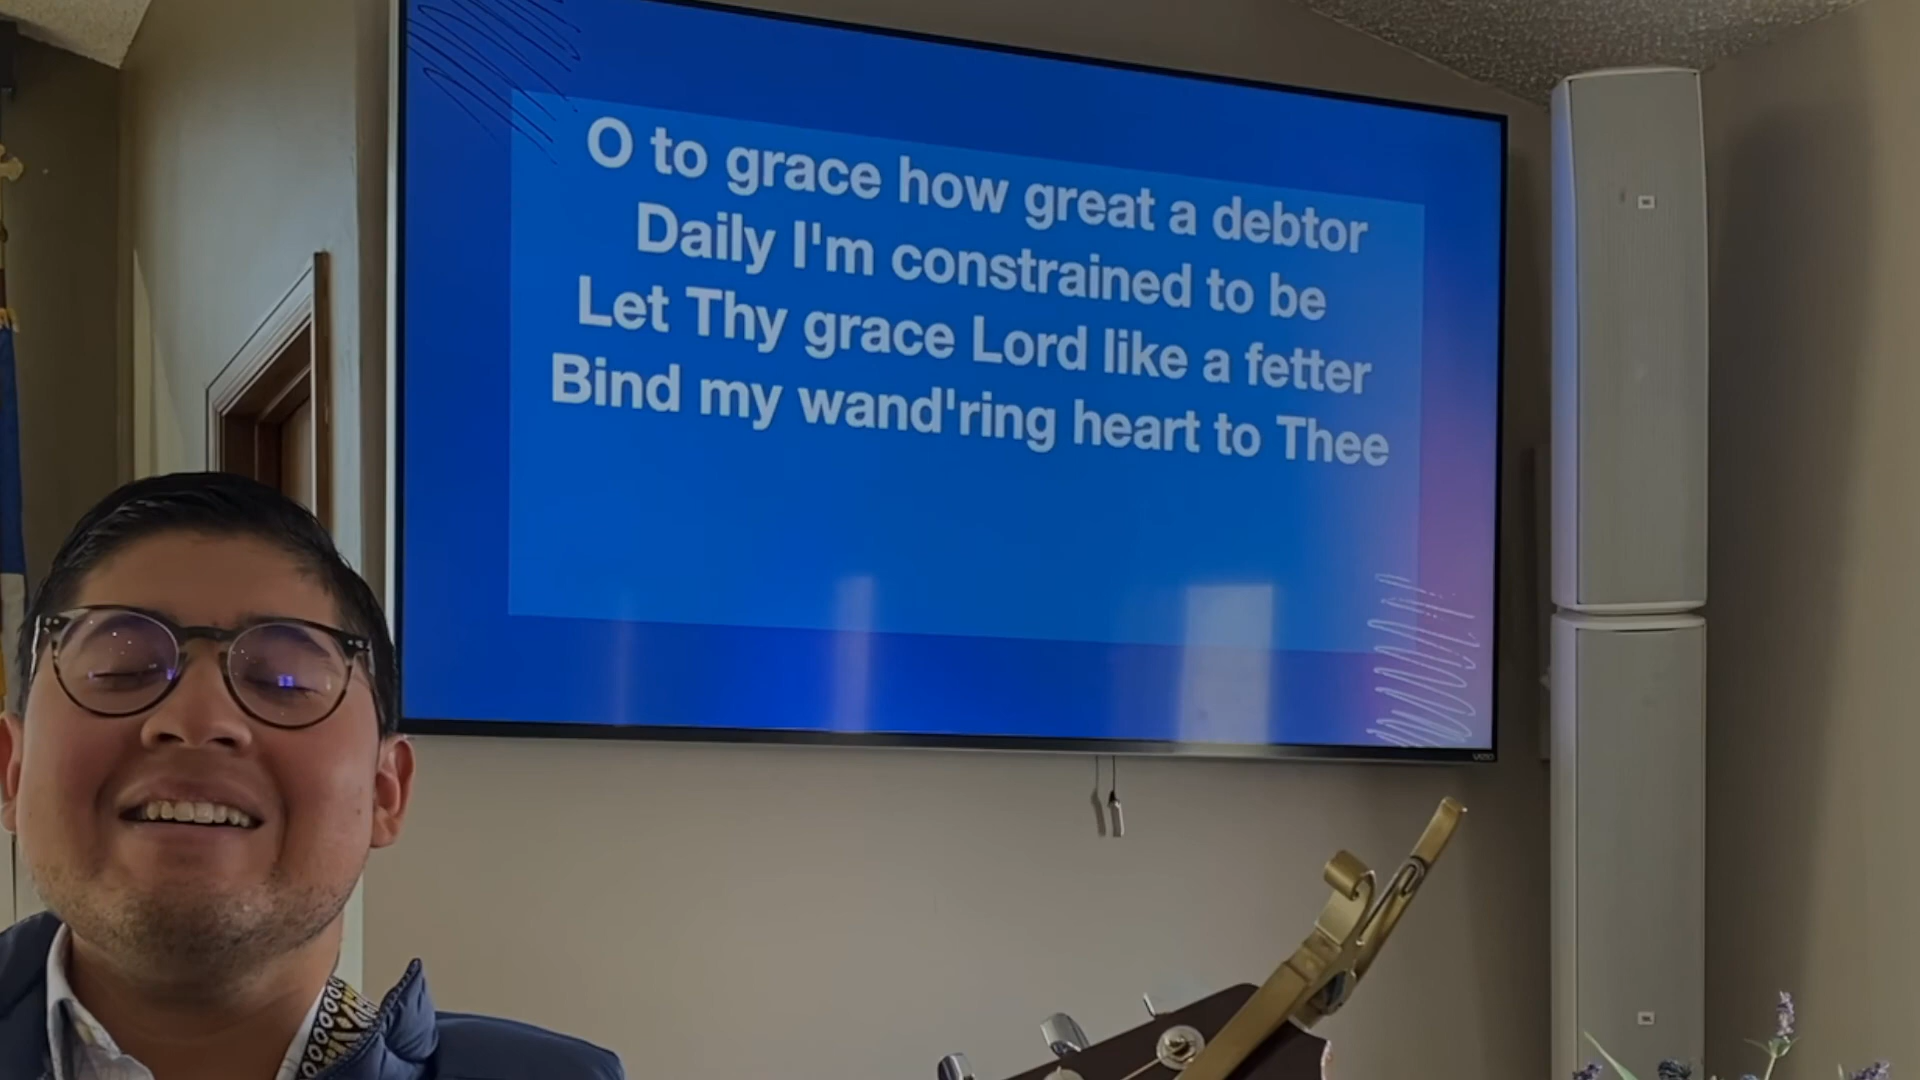 O to grace how great a debtor
Daily I'm constrained to be
Let Thy grace Lord like a fetter
Bind my wand'ring heart to Thee
VIZIO